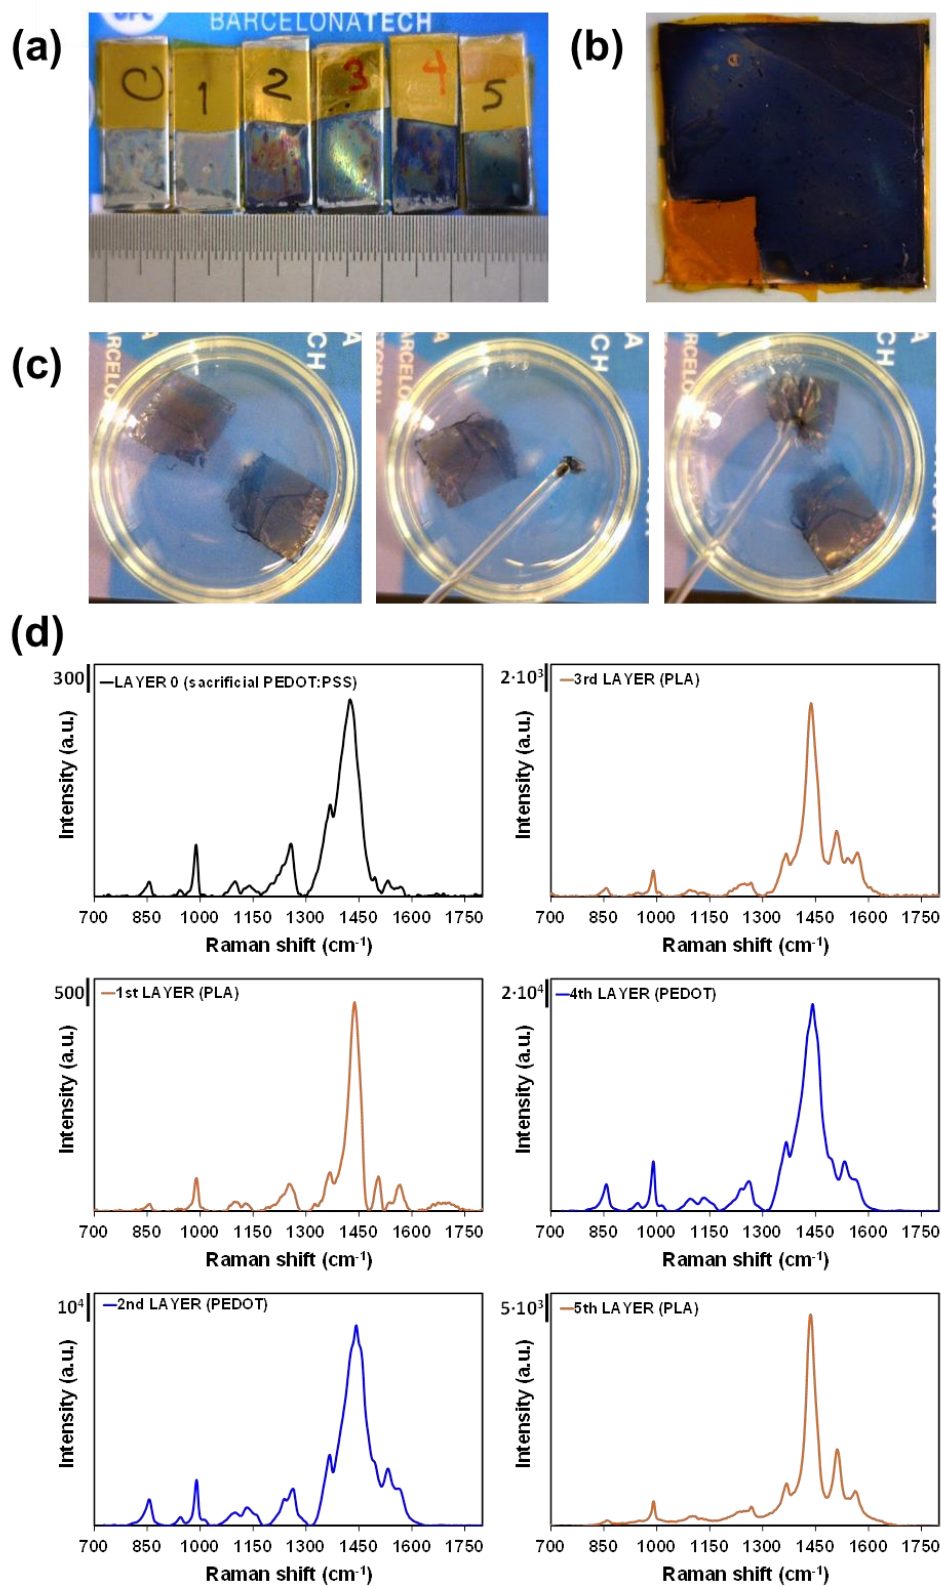 (a)
BARCELONATECH
0 1 2 3 4 5
(b)
(c)
ARCELO
A
CH
ARCELO
A
CH
ARCEL
A
CH
(d)
300
LAYER 0 (sacrificial PEDOT:PSS)
Intensity (a.u.)
700 850 1000 1150 1300 1450 1600 1750
Raman shift (cm-1)
2·10³
3rd LAYER (PLA)
Intensity (a.u.)
700 850 1000 1150 1300 1450 1600 1750
Raman shift (cm-1)
500
1st LAYER (PLA)
Intensity (a.u.)
700 850 1000 1150 1300 1450 1600 1750
Raman shift (cm-1)
2·10⁴
4th LAYER (PEDOT)
Intensity (a.u.)
700 850 1000 1150 1300 1450 1600 1750
Raman shift (cm-1)
10⁴
2nd LAYER (PEDOT)
Intensity (a.u.)
700 850 1000 1150 1300 1450 1600 1750
Raman shift (cm-1)
5·10³
5th LAYER (PLA)
Intensity (a.u.)
700 850 1000 1150 1300 1450 1600 1750
Raman shift (cm-1)